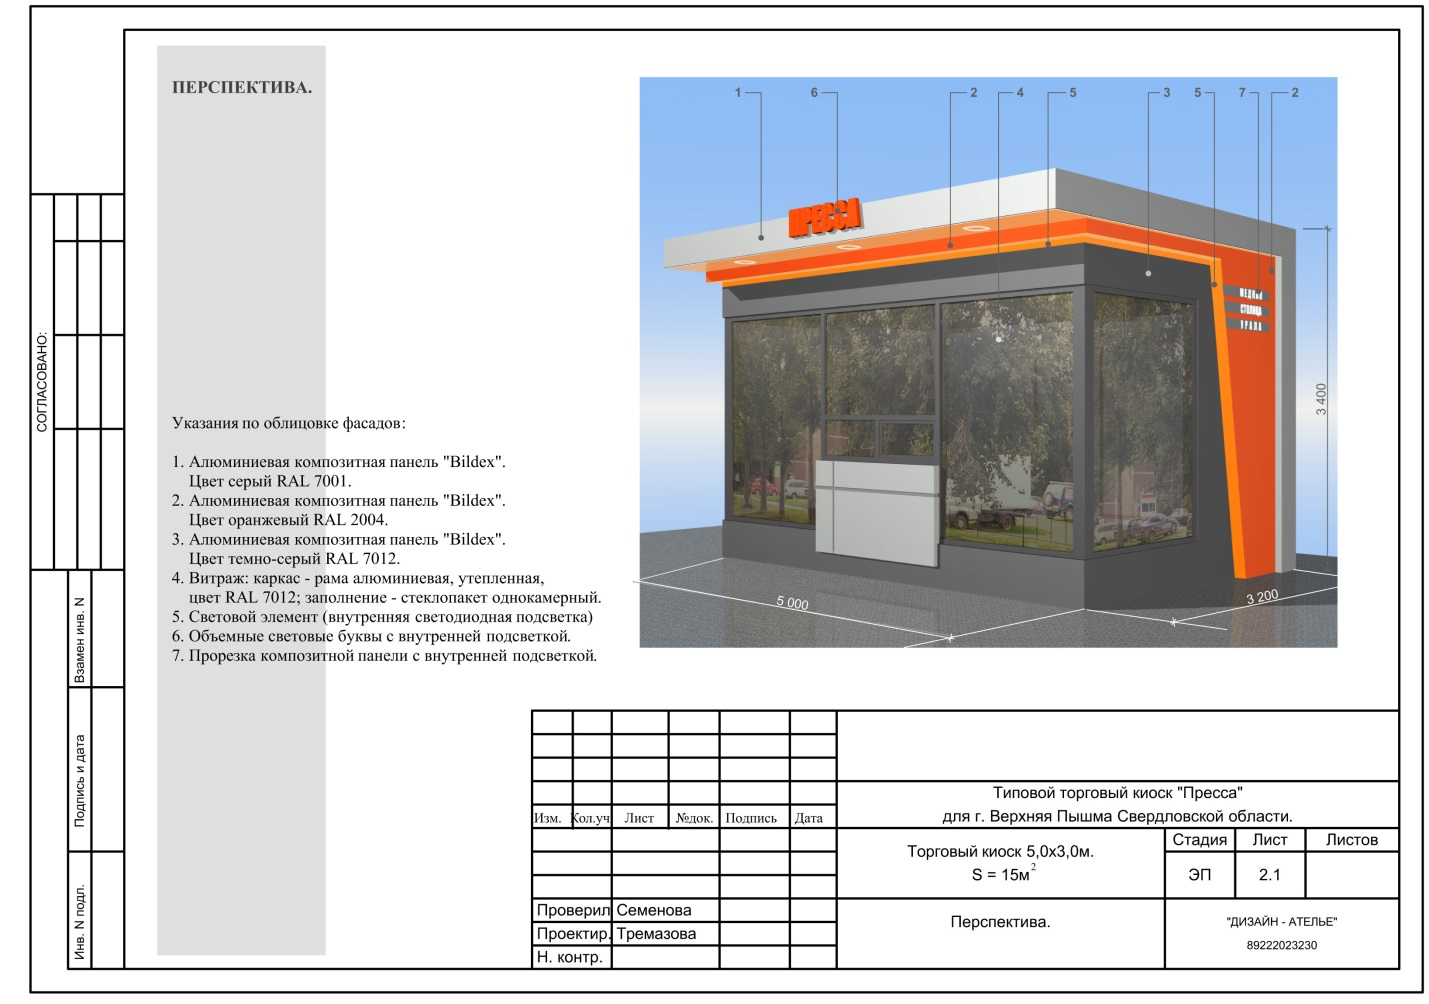 ПЕРСПЕКТИВА.
Указания по облицовке фасадов:
1. Алюминиевая композитная панель "Bildex".
Цвет серый RAL 7001.
2. Алюминиевая композитная панель "Bildex".
Цвет оранжевый RAL 2004.
3. Алюминиевая композитная панель "Bildex".
Цвет темно-серый RAL 7012.
4. Витраж: каркас - рама алюминиевая, утепленная,
цвет RAL 7012; заполнение - стеклопакет однокамерный.
5. Световой элемент (внутренняя светодиодная подсветка)
6. Объемные световые буквы с внутренней подсветкой.
7. Прорезка композитной панели с внутренней подсветкой.
1 6 2 4 5 3 5 7 2
ПРЕССА
МЕДНАЯ
СТОЛИЦА
УРАЛА
3 400
5 000
3 200
СОГЛАСОВАНО:
Взамен инв. N
Подпись и дата
Инв. N подл.
Изм. Кол.уч Лист №док. Подпись Дата
Проверил Семенова
Проектир. Тремазова
Н. контр.
Типовой торговый киоск "Пресса"
для г. Верхняя Пышма Свердловской области.
Торговый киоск 5,0х3,0м.
S = 15м2
Стадия Лист Листов
ЭП 2.1
Перспектива.
"ДИЗАЙН - АТЕЛЬЕ"
89222023230